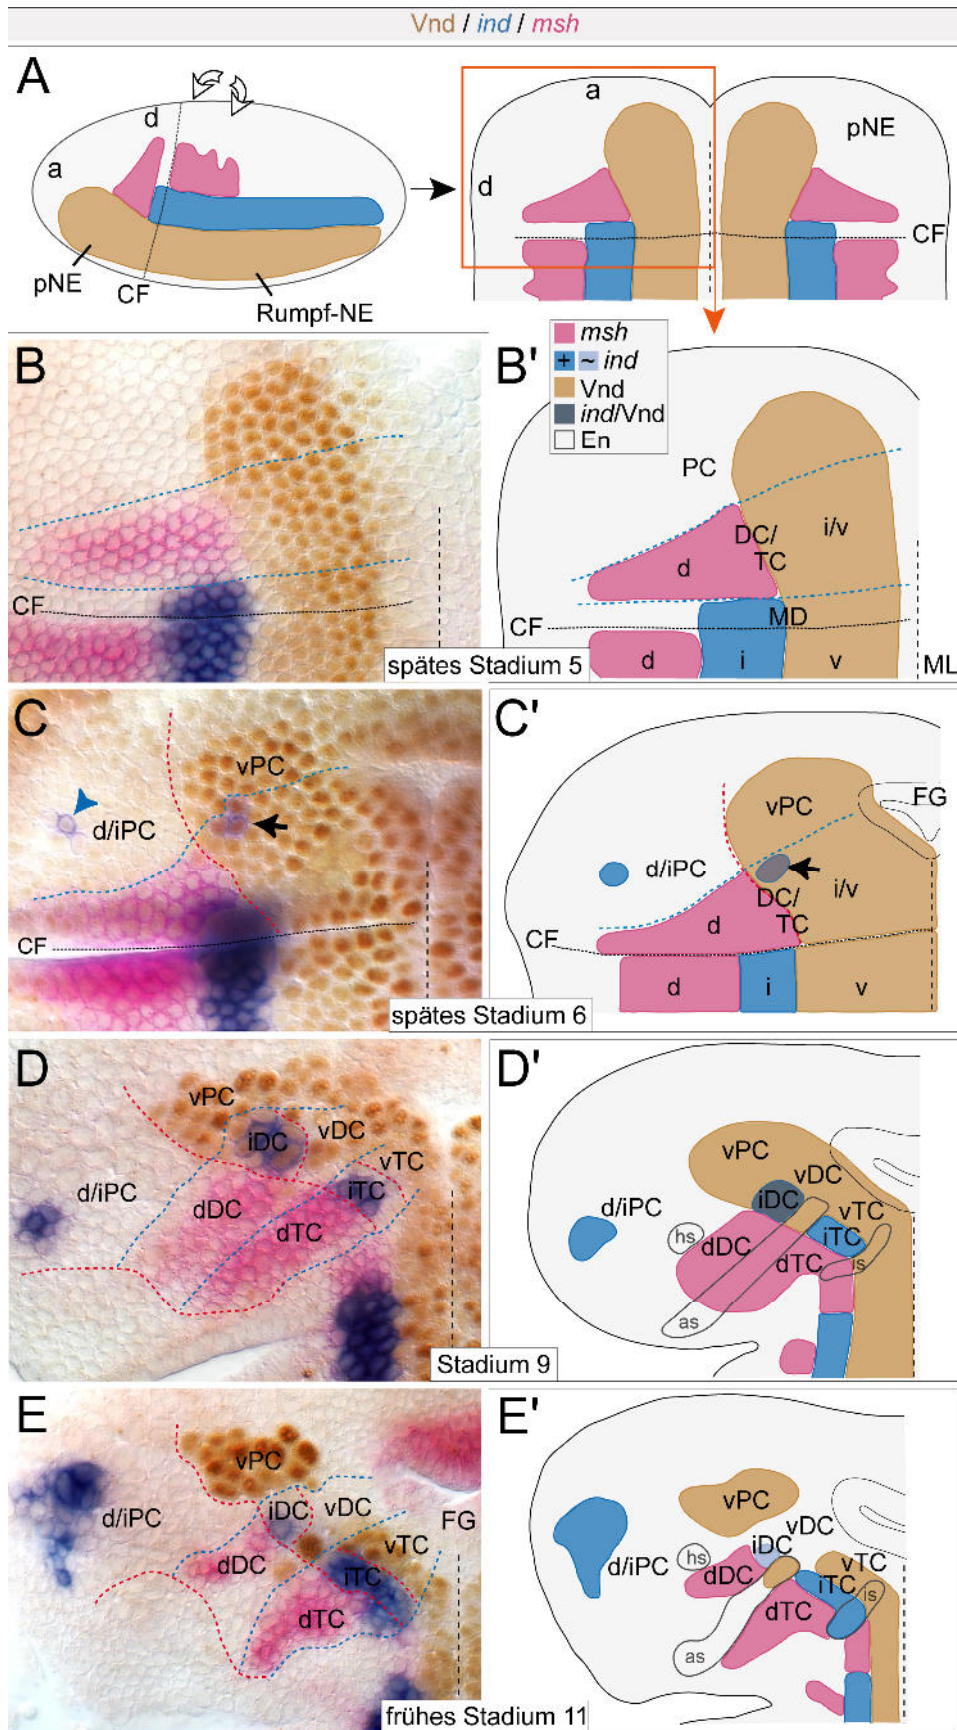 Vnd / ind / msh
A
d
a
pNE
CF
Rumpf-NE
a
d
pNE
CF
msh
+ ~ ind
Vnd
ind/Vnd
En
B
CF
spätes Stadium 5
B'
PC
DC/
TC
i/v
d
MD
CF
d
i
v
ML
C
vPC
d/iPC
CF
spätes Stadium 6
C'
vPC
FG
d/iPC
DC/
TC
i/v
d
CF
d
i
v
D
vPC
iDC
vDC
vTC
iTC
d/iPC
dDC
dTC
Stadium 9
D'
vPC
vDC
iDC
vTC
d/iPC
hs
dDC
iTC
dTC
is
as
E
vPC
iDC
vDC
FG
d/iPC
vTC
dDC
iTC
dTC
frühes Stadium 11
E'
vPC
iDC
vDC
hs
vTC
d/iPC
dDC
iTC
is
dTC
as